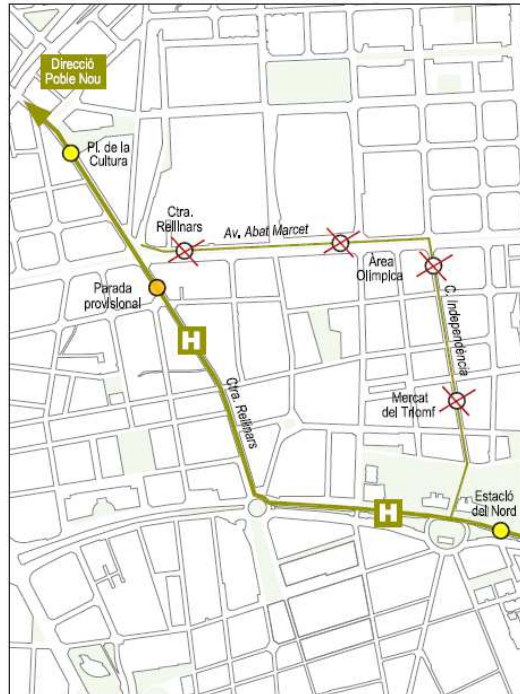 Direcció
Poble Nou
Pl. de la
Cultura
Ctra.
Rellinars
Av. Abat Marcet
Àrea
Olímpica
Parada
provisional
C. Independència
H
Ctra. Rellinars
Mercat
del Triomf
Estació
del Nord
H